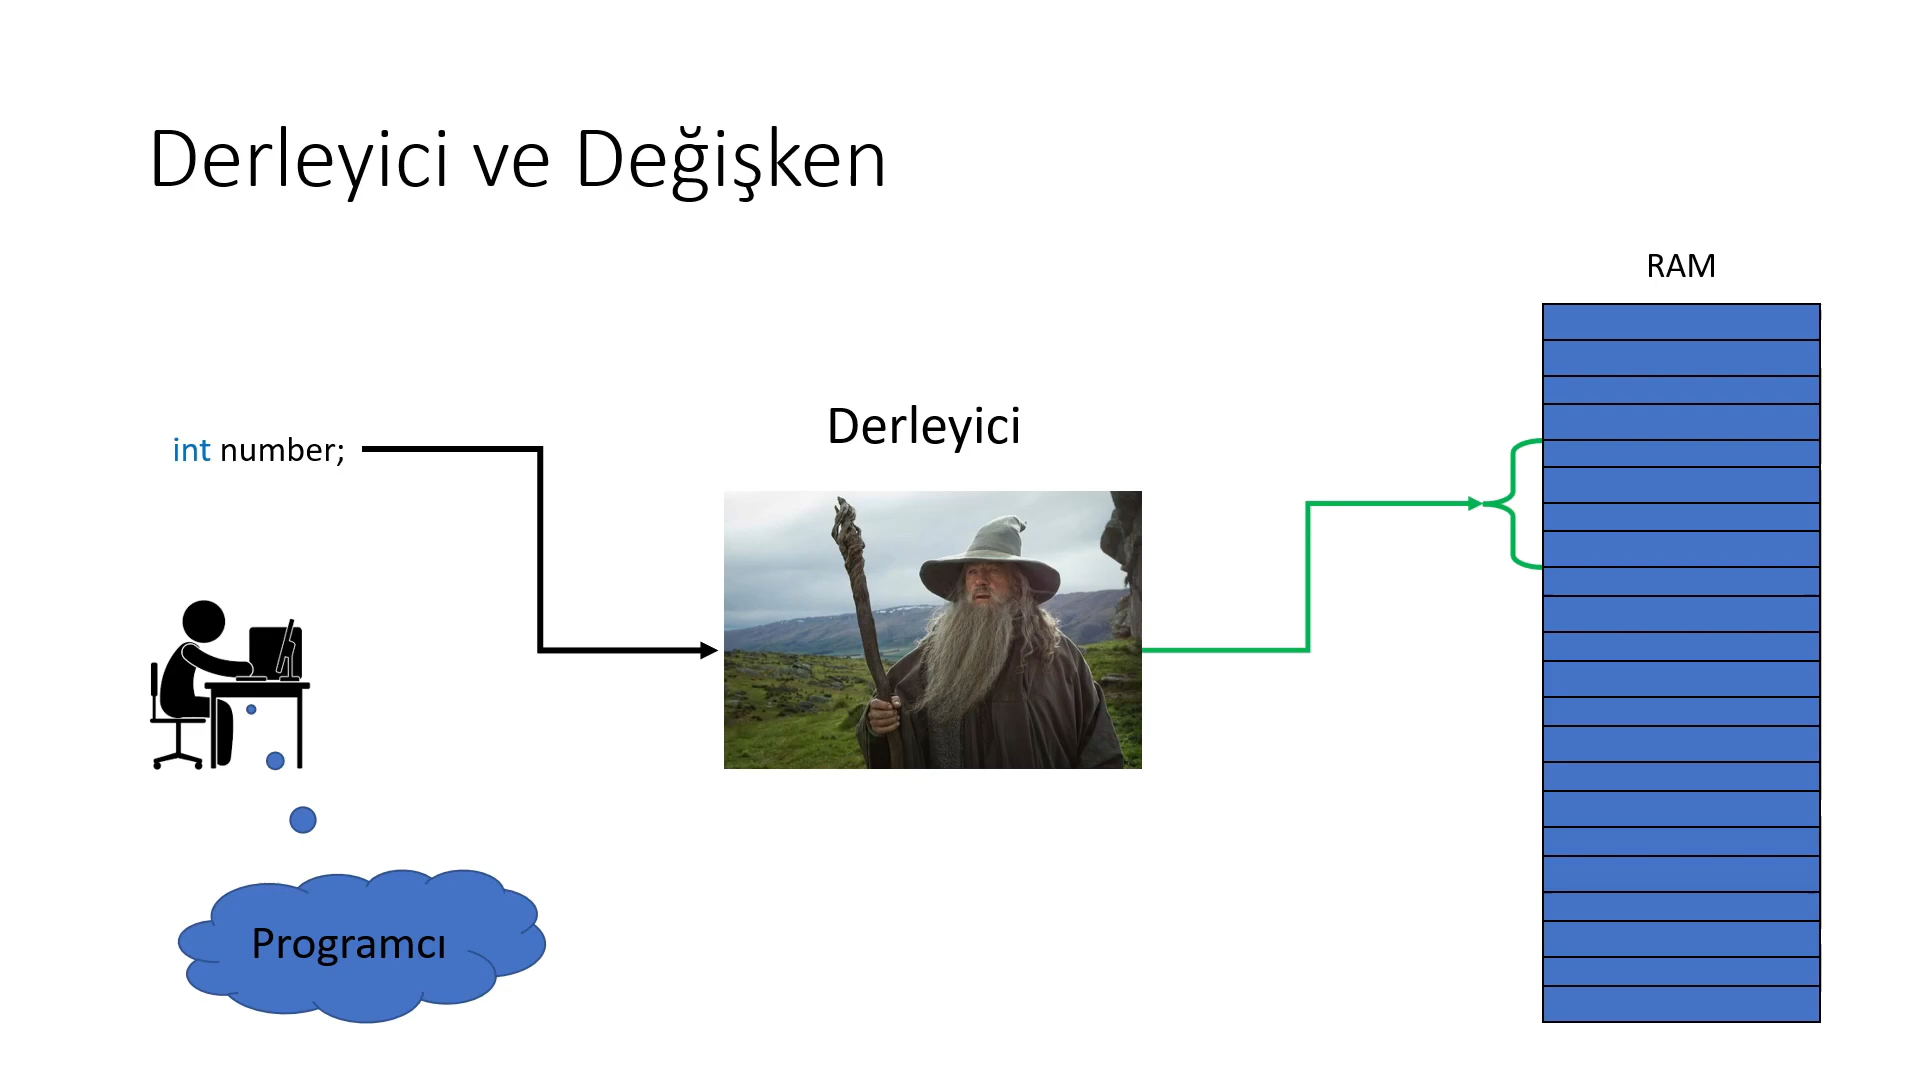 Derleyici ve Değişken
RAM
Derleyici
int number;
Programcı